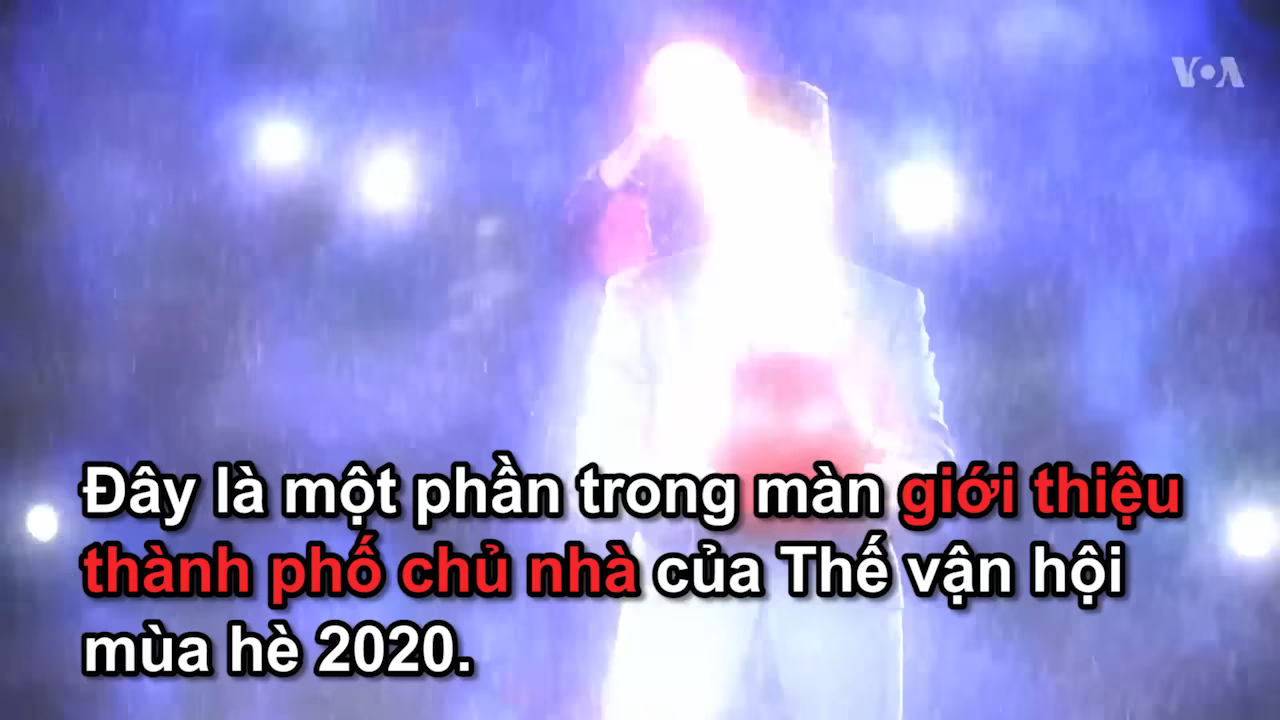 VOA
Đây là một phần trong màn giới thiệu
thành phố chủ nhà của Thế vận hội
mùa hè 2020.